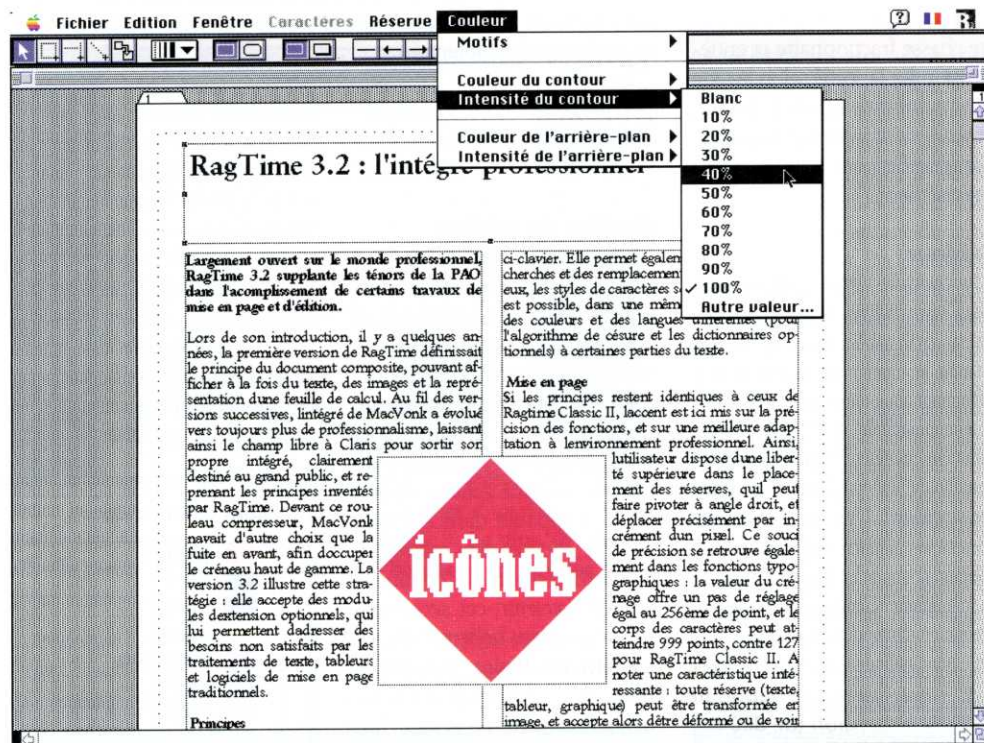 Fichier Edition Fenêtre Caractères Réserve Couleur
Motifs
Couleur du contour
Intensité du contour
Couleur de l'arrière-plan
Intensité de l'arrière-plan
Blanc
10%
20%
30%
40%
50%
60%
70%
80%
90%
100%
Autre valeur...
1
RagTime 3.2 : l'intégré professionnel
Largement ouvert sur le monde professionnel,
RagTime 3.2 supplante les ténors de la PAO
dans l'acomplissement de certains travaux de
mise en page et d'édition.
Lors de son introduction, il y a quelques an-
nées, la première version de RagTime définissait
le principe du document composite, pouvant af-
ficher à la fois du texte, des images et la repré-
sentation dune feuille de calcul. Au fil des ver-
sions successives, lintégré de MacVonk a évolué
vers toujours plus de professionnalisme, laissant
ainsi le champ libre à Claris pour sortir son
propre intégré, clairement
destiné au grand public, et re-
prenant les principes inventés
par RagTime. Devant ce rou-
leau compresseur, MacVonk
navait d'autre choix que la
fuite en avant, afin doccuper
le créneau haut de gamme. La
version 3.2 illustre cette stra-
tégie : elle accepte des modu-
les dextension optionnels, qui
lui permettent dadresser des
besoins non satisfaits par les
traitements de texte, tableurs
et logiciels de mise en page
traditionnels.
Principes
icônes
ci-clavier. Elle permet égalen
cherches et des remplacemen
eux, les styles de caractères s
est possible, dans une mêm
des couleurs et des langues différentes (pour
l'algorithme de césure et les dictionnaires op-
tionnels) à certaines parties du texte.
Mise en page
Si les principes restent identiques à ceux de
Ragtime Classic II, laccent est ici mis sur la pré-
cision des fonctions, et sur une meilleure adap-
tation à lenvironnement professionnel. Ainsi,
lutilisateur dispose dune liber-
té supérieure dans le place-
ment des réserves, quil peut
faire pivoter à angle droit, et
déplacer précisément par in-
crément dun pixel. Ce souci
de précision se retrouve égale-
ment dans les fonctions typo-
graphiques : la valeur du cré-
nage offre un pas de réglage
égal au 256ème de point, et le
corps des caractères peut at-
teindre 999 points, contre 127
pour RagTime Classic II. A
noter une caractéristique inté-
ressante : toute réserve (texte,
tableur, graphique) peut être transformée en
image, et accepte alors dêtre déformé ou de voir